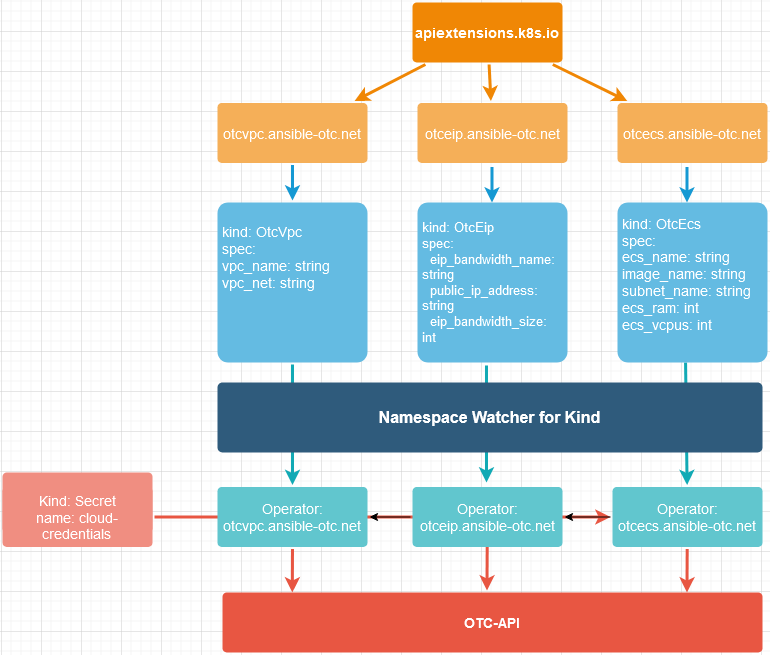 apiextensions.k8s.io
otcvpc.ansible-otc.net
otceip.ansible-otc.net
otcecs.ansible-otc.net
kind: OtcVpc
spec:
vpc_name: string
vpc_net: string
kind: OtcEip
spec:
eip_bandwidth_name:
string
public_ip_address:
string
eip_bandwidth_size:
int
kind: OtcEcs
spec:
ecs_name: string
image_name: string
subnet_name: string
ecs_ram: int
ecs_vcpus: int
Namespace Watcher for Kind
Kind: Secret
name: cloud-
credentials
Operator:
otcvpc.ansible-otc.net
Operator:
otceip.ansible-otc.net
Operator:
otcecs.ansible-otc.net
OTC-API